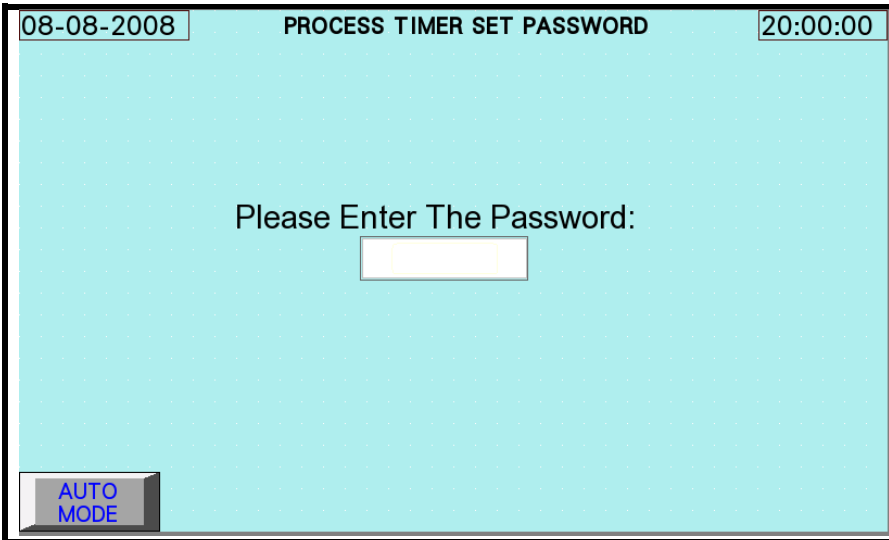 08-08-2008 PROCESS TIMER SET PASSWORD 20:00:00
Please Enter The Password:
AUTO
MODE